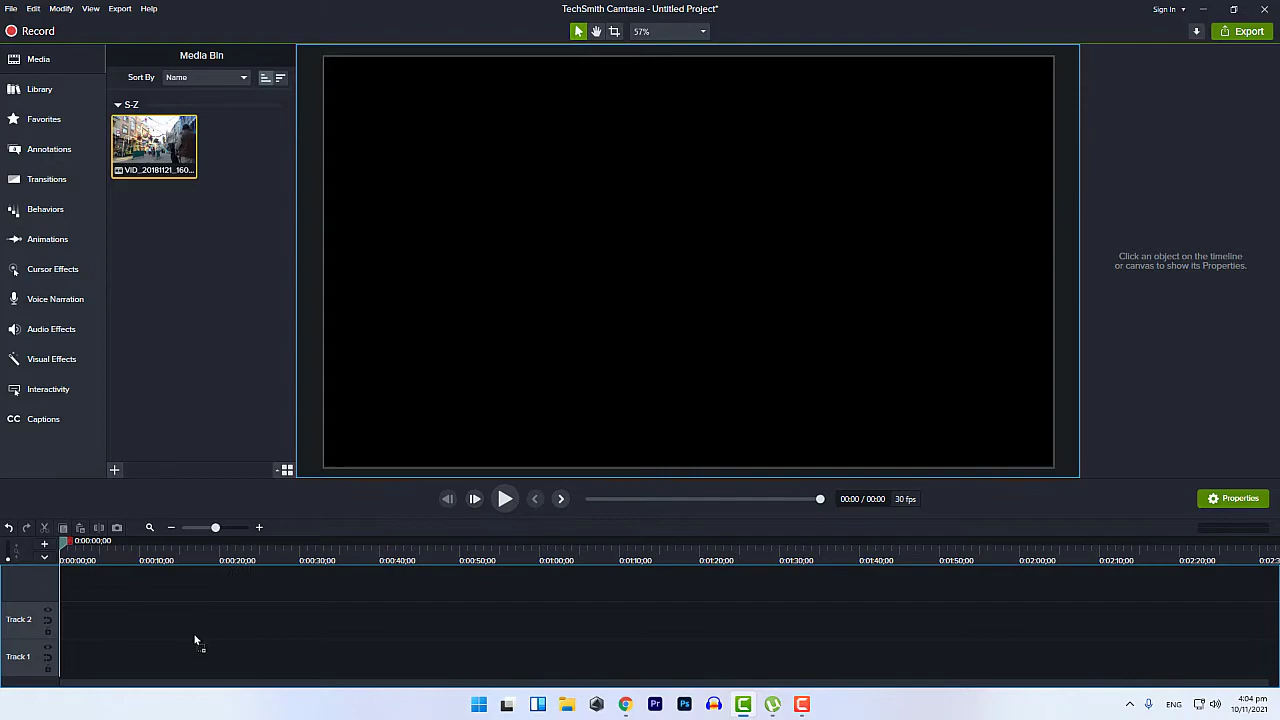 File Edit Modify View Export Help
TechSmith Camtasia - Untitled Project*
Sign In
Record
57%
Export
Media
Library
Favorites
Annotations
Transitions
Behaviors
Animations
Cursor Effects
Voice Narration
Audio Effects
Visual Effects
Interactivity
CC Captions
Media Bin
Sort By Name
S-Z
VID_20181121_160...
Click an object on the timeline
or canvas to show its Properties.
00:00 / 00:00 30 fps
Properties
0:00:00;00
0:00:00;00 0:00:10;00 0:00:20;00 0:00:30;00 0:00:40;00 0:00:50;00 0:01:00;00 0:01:10;00 0:01:20;00 0:01:30;00 0:01:40;00 0:01:50;00 0:02:00;00 0:02:10;00 0:02:20;00 0:02:3
Track 2
Track 1
Pr Ps
ENG
4:04 pm
10/11/2021